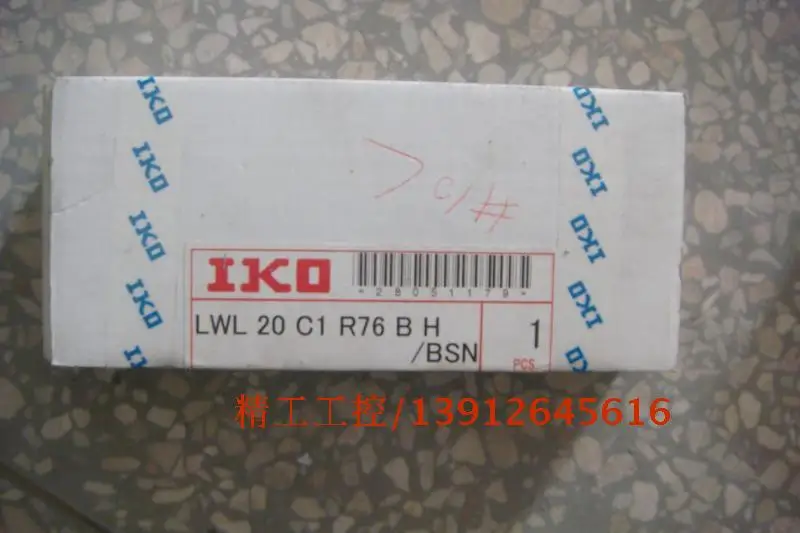 IKO
IKO
IKO
IKO
IKO
IKO
IKO
IKO
IKO
IKO
C1#
IKO
-28051179-
LWL 20 C1 R76 B H
/BSN
1
PCS
精工工控/13912645616